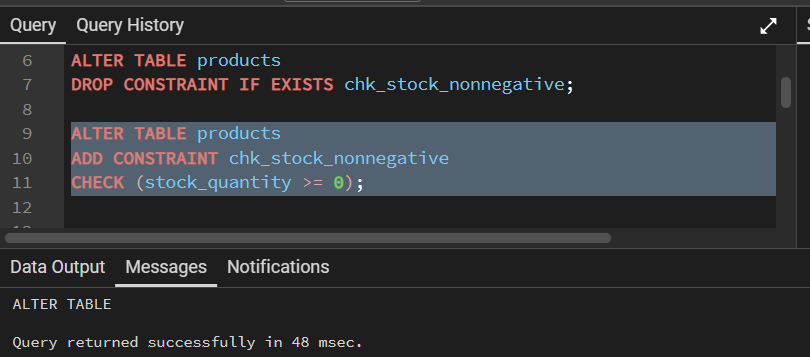 Query Query History
6 ALTER TABLE products
7 DROP CONSTRAINT IF EXISTS chk_stock_nonnegative;
8
9 ALTER TABLE products
10 ADD CONSTRAINT chk_stock_nonnegative
11 CHECK (stock_quantity >= 0);
12
Data Output Messages Notifications
ALTER TABLE
Query returned successfully in 48 msec.